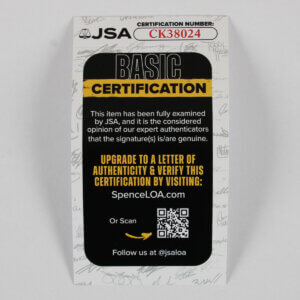 CERTIFICATION NUMBER:
JSA CK38024
BASIC
CERTIFICATION
This item has been fully examined
by JSA, and it is the considered
opinion of our expert authenticators
that the signature(s) is/are genuine.
UPGRADE TO A LETTER OF
AUTHENTICITY & VERIFY THIS
CERTIFICATION BY VISITING:
SpenceLOA.com
Or Scan
Follow us at @jsaloa